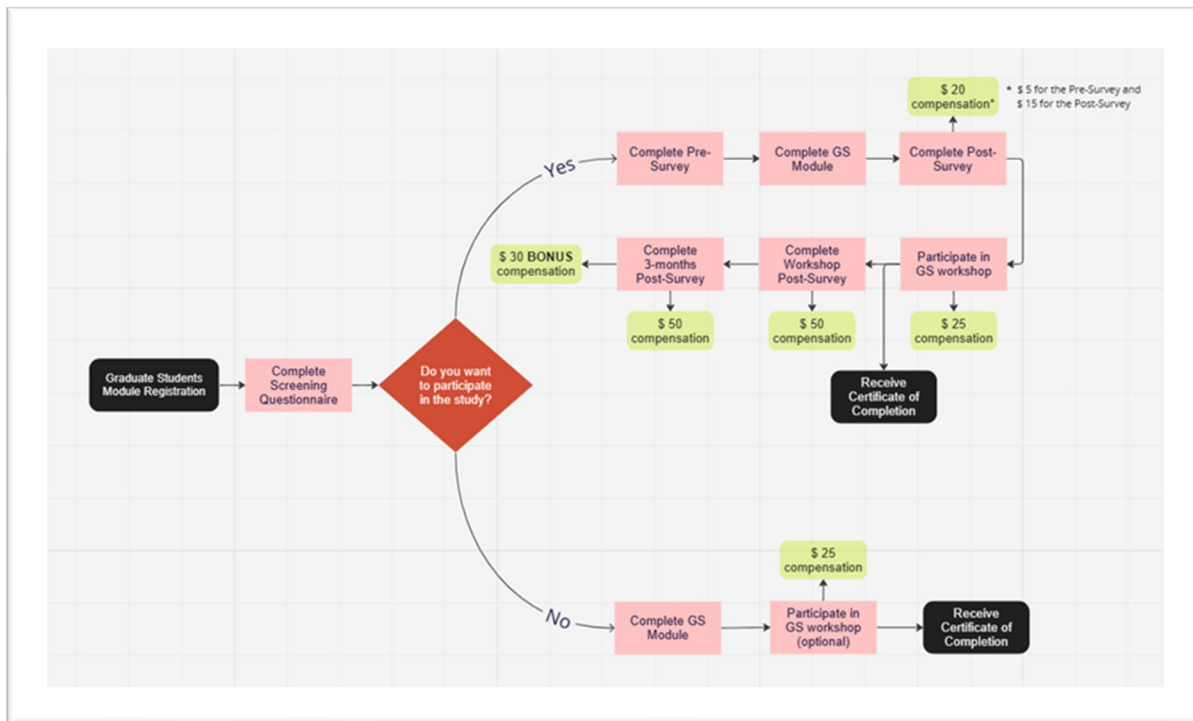 Graduate Students
Module Registration
Complete
Screening
Questionnaire
Do you want
to participate
in the study?
Yes
Complete Pre-
Survey
Complete GS
Module
Complete Post-
Survey
$ 20
compensation*
* $ 5 for the Pre-Survey and
$ 15 for the Post-Survey
Participate in
GS workshop
$ 25
compensation
Receive
Certificate of
Completion
Complete
Workshop
Post-Survey
$ 50
compensation
Complete
3-months
Post-Survey
$ 50
compensation
$ 30 BONUS
compensation
No
Complete GS
Module
Participate in
GS workshop
(optional)
$ 25
compensation
Receive
Certificate of
Completion